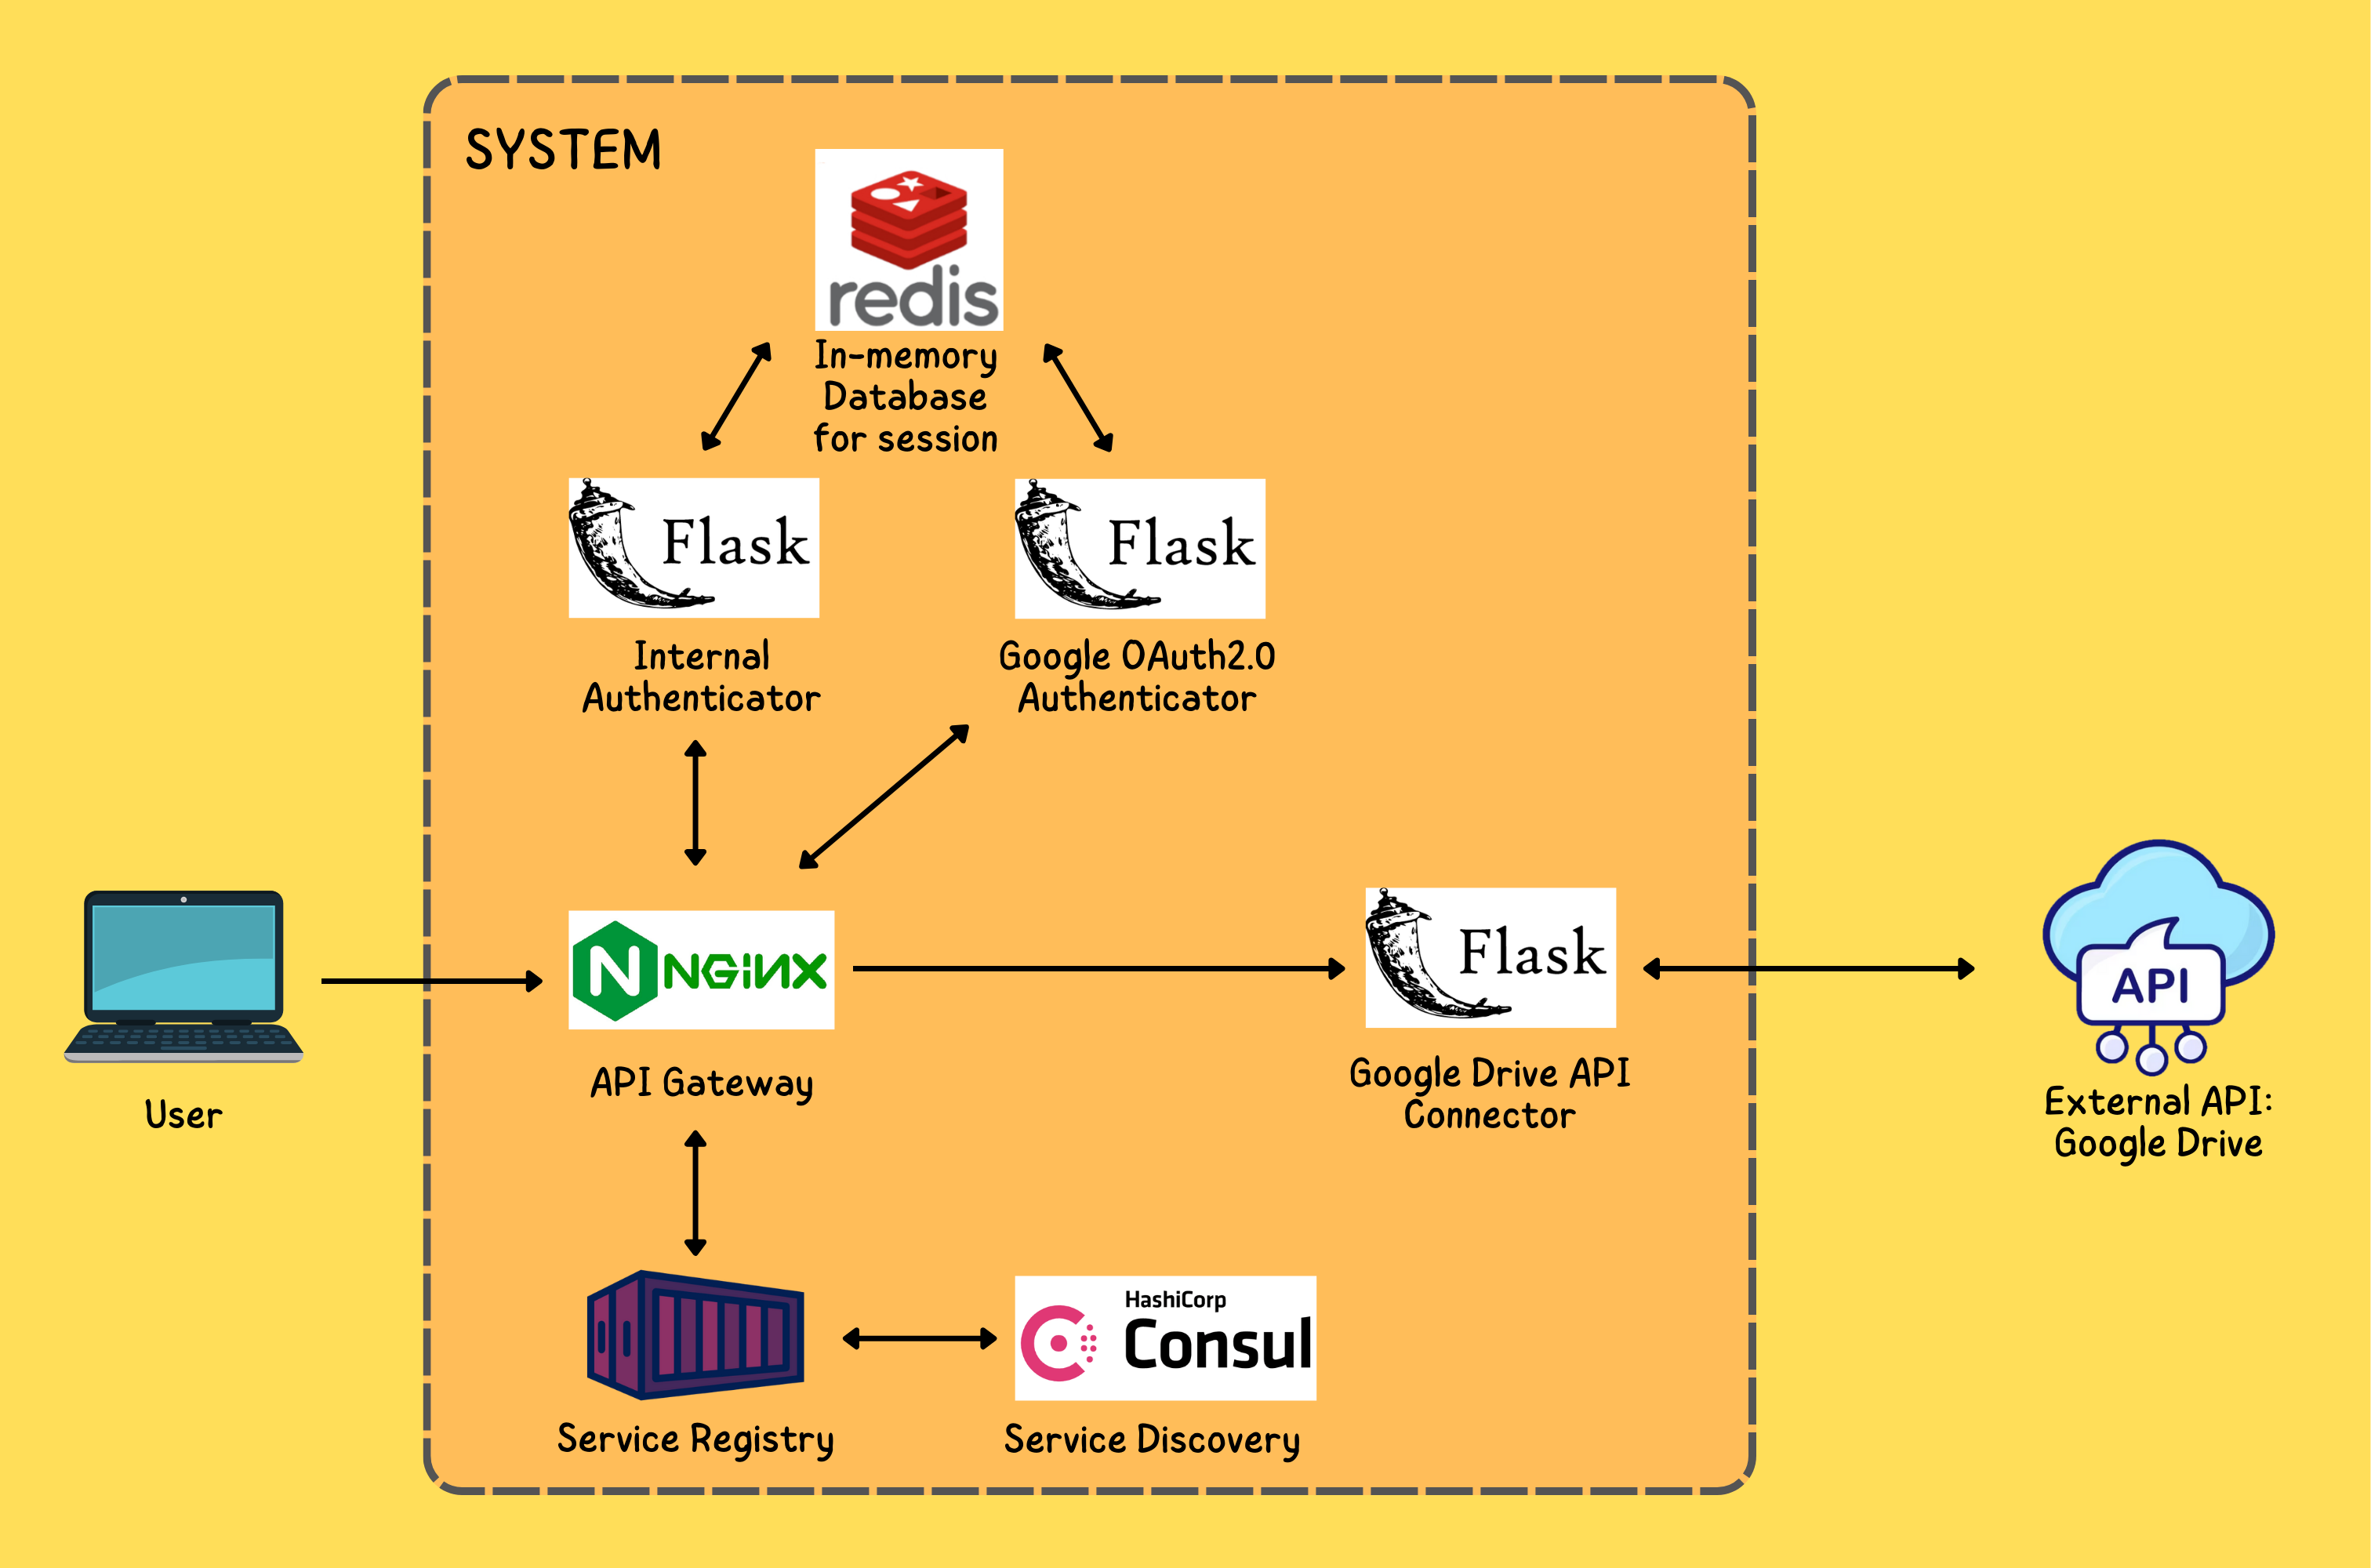 SYSTEM
redis
In-memory
Database
for session
Flask
Flask
Internal
Authenticator
Google OAuth2.0
Authenticator
User
N NGINX
API Gateway
Flask
Google Drive API
Connector
API
External API:
Google Drive
Service Registry
HashiCorp
Consul
Service Discovery